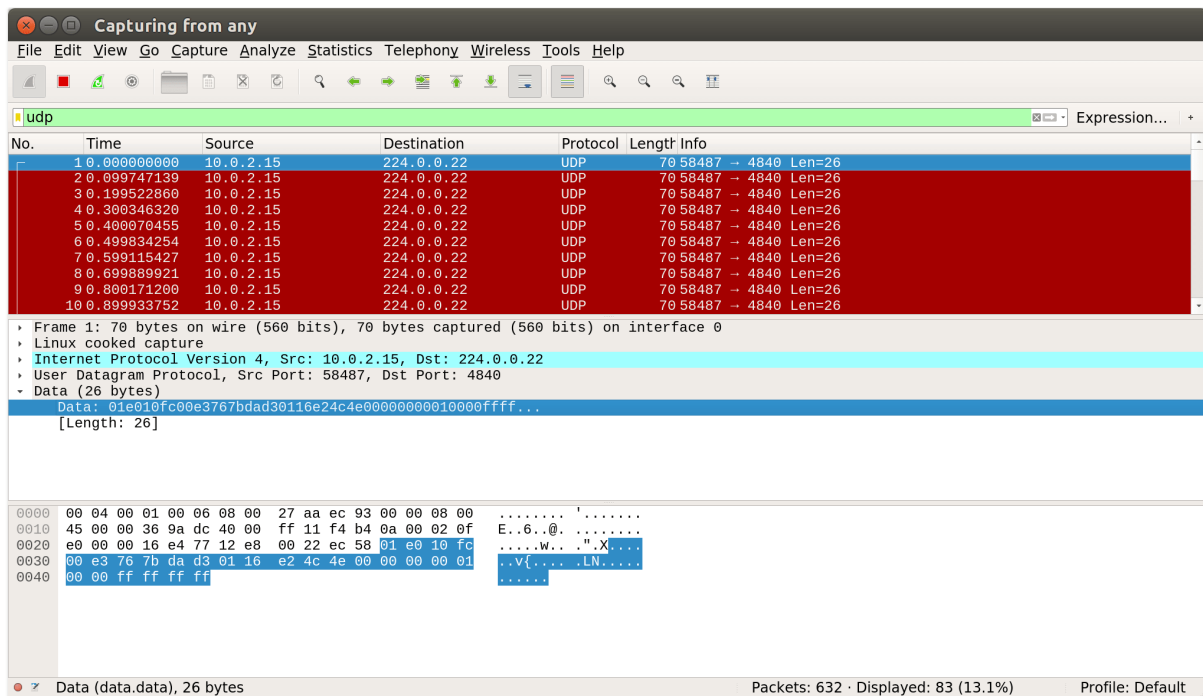 Capturing from any
File Edit View Go Capture Analyze Statistics Telephony Wireless Tools Help
udp Expression... +
No. Time Source Destination Protocol Length Info
1 0.000000000 10.0.2.15 224.0.0.22 UDP 70 58487 → 4840 Len=26
2 0.099747139 10.0.2.15 224.0.0.22 UDP 70 58487 → 4840 Len=26
3 0.199522860 10.0.2.15 224.0.0.22 UDP 70 58487 → 4840 Len=26
4 0.300346320 10.0.2.15 224.0.0.22 UDP 70 58487 → 4840 Len=26
5 0.400070455 10.0.2.15 224.0.0.22 UDP 70 58487 → 4840 Len=26
6 0.499834254 10.0.2.15 224.0.0.22 UDP 70 58487 → 4840 Len=26
7 0.599115427 10.0.2.15 224.0.0.22 UDP 70 58487 → 4840 Len=26
8 0.699889921 10.0.2.15 224.0.0.22 UDP 70 58487 → 4840 Len=26
9 0.800171200 10.0.2.15 224.0.0.22 UDP 70 58487 → 4840 Len=26
10 0.899933752 10.0.2.15 224.0.0.22 UDP 70 58487 → 4840 Len=26
Frame 1: 70 bytes on wire (560 bits), 70 bytes captured (560 bits) on interface 0
Linux cooked capture
Internet Protocol Version 4, Src: 10.0.2.15, Dst: 224.0.0.22
User Datagram Protocol, Src Port: 58487, Dst Port: 4840
Data (26 bytes)
Data: 01e010fc00e3767bdad30116e24c4e00000000010000ffff...
[Length: 26]
0000 00 04 00 01 00 06 08 00 27 aa ec 93 00 00 08 00 ........ '.......
0010 45 00 00 36 9a dc 40 00 ff 11 f4 b4 0a 00 02 0f E..6..@. ........
0020 e0 00 00 16 e4 77 12 e8 00 22 ec 58 01 e0 10 fc .....w.. .".X....
0030 00 e3 76 7b da d3 01 16 e2 4c 4e 00 00 00 00 01 ..v{.... .LN.....
0040 00 00 ff ff ff ff ......
Data (data.data), 26 bytes Packets: 632 · Displayed: 83 (13.1%) Profile: Default